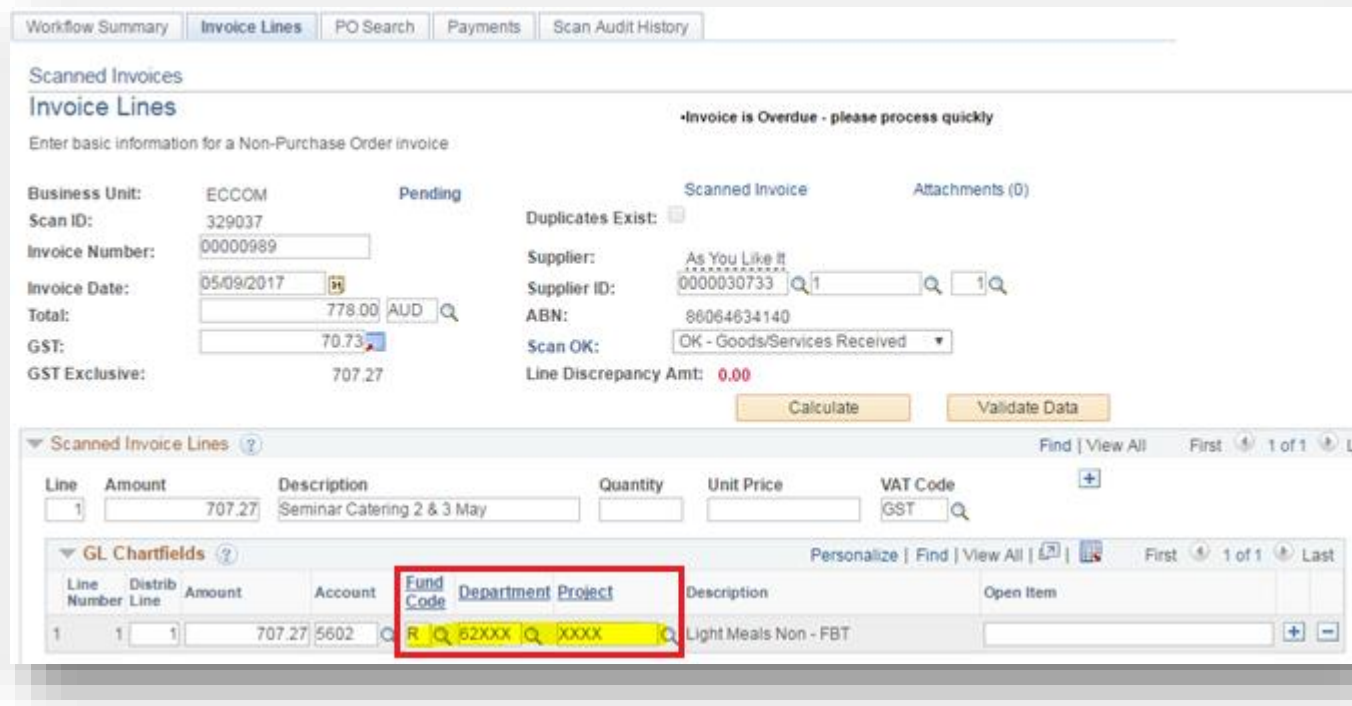 Workflow Summary Invoice Lines PO Search Payments Scan Audit History
Scanned Invoices
Invoice Lines
•Invoice is Overdue - please process quickly
Enter basic information for a Non-Purchase Order invoice
Business Unit: ECCOM Pending Scanned Invoice Attachments (0)
Scan ID: 329037 Duplicates Exist:
Invoice Number: 00000989 Supplier: As You Like It
Invoice Date: 05/09/2017 Supplier ID: 0000030733 1 1
Total: 778.00 AUD ABN: 86064634140
GST: 70.73 Scan OK: OK - Goods/Services Received
GST Exclusive: 707.27 Line Discrepancy Amt: 0.00
Calculate Validate Data
Scanned Invoice Lines Find | View All First 1 of 1 L
Line Amount Description Quantity Unit Price VAT Code
1 707.27 Seminar Catering 2 & 3 May GST
GL Chartfields Personalize | Find | View All | First 1 of 1 Last
Line Number Distrib Line Amount Account Fund Code Department Project Description Open Item
1 1 1 707.27 5602 R 62XXX XXXX Light Meals Non - FBT